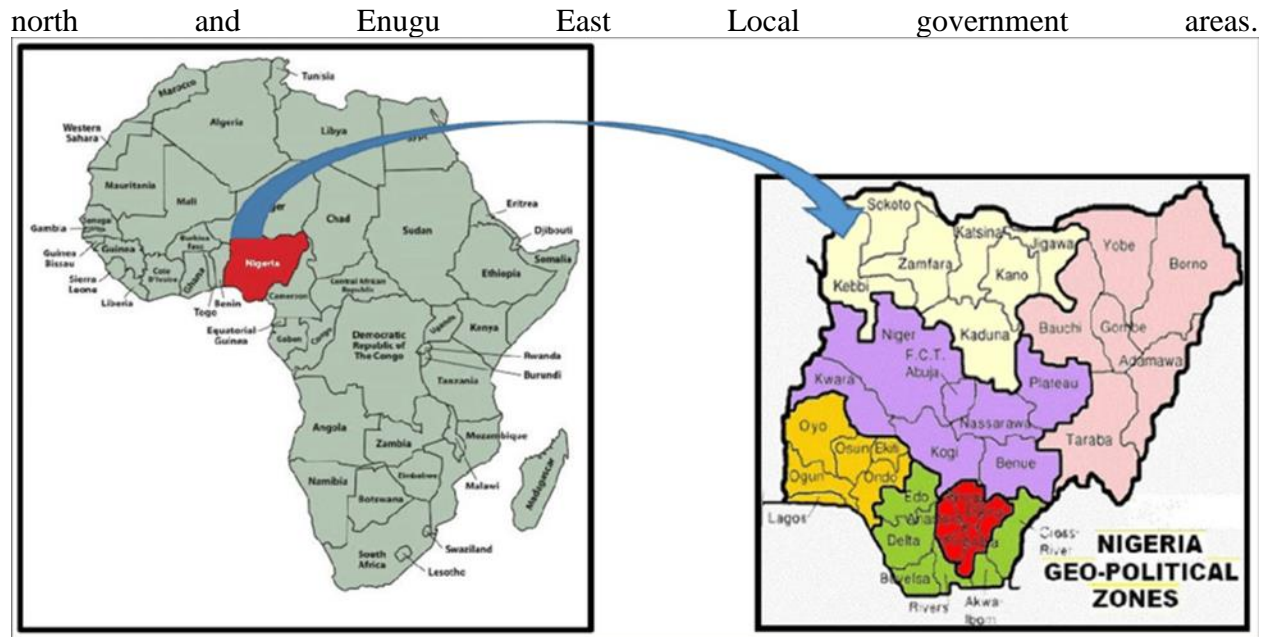 north and Enugu East Local government areas.
Tunisia
Morocco
Western
Sahara
Algeria
Libya
Mauritania
Mali
Chad
Sudan
Eritrea
Djibouti
Gambia
Guinea
Bissau
Guinea
Sierra
Leone
Liberia
Ghana
Togo
Benin
Nigeria
Ethiopia
Somalia
Cameroon
Central African
Republic
Equatorial
Guinea
Gabon
Congo
Democratic
Republic of
The Congo
Uganda
Kenya
Rwanda
Burundi
Tanzania
Angola
Zambia
Mozambique
Malawi
Zimbabwe
Namibia
Botswana
Madagascar
South
Africa
Swaziland
Lesotho
Sokoto
Katsina
Jigawa
Yobe
Borno
Zamfara
Kano
Kebbi
Kaduna
Bauchi
Gombe
Adamawa
Niger
F.C.T.
Abuja
Plateau
Kwara
Nassarawa
Taraba
Oyo
Osun
Ekiti
Kogi
Benue
Ogun
Ondo
Lagos
Edo
Delta
Cross-
River
Bayelsa
Rivers
Akwa-
Ibom
NIGERIA
GEO-POLITICAL
ZONES